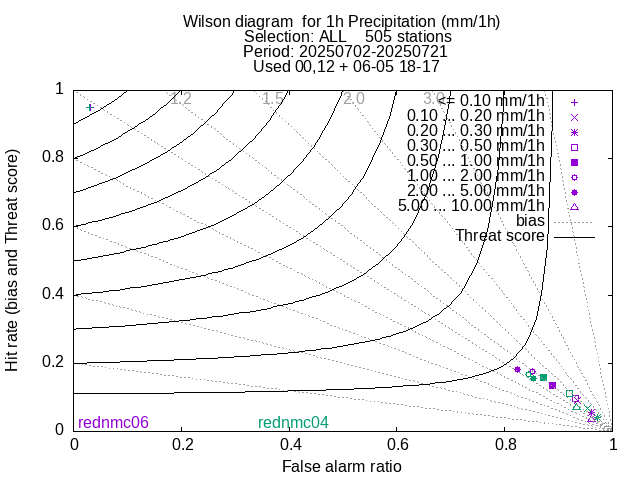 Wilson diagram  for 1h Precipitation (mm/1h)
Selection: ALL    505 stations
Period: 20250702-20250721
Used 00,12 + 06-05 18-17
1
0.8
0.6
0.4
0.2
0
Hit rate (bias and Threat score)
1.2
1.5
2.0
3.0
<= 0.10 mm/1h
0.10 ... 0.20 mm/1h
0.20 ... 0.30 mm/1h
0.30 ... 0.50 mm/1h
0.50 ... 1.00 mm/1h
1.00 ... 2.00 mm/1h
2.00 ... 5.00 mm/1h
5.00 ... 10.00 mm/1h
bias
Threat score
rednmc06
rednmc04
0
0.2
0.4
0.6
0.8
1
False alarm ratio